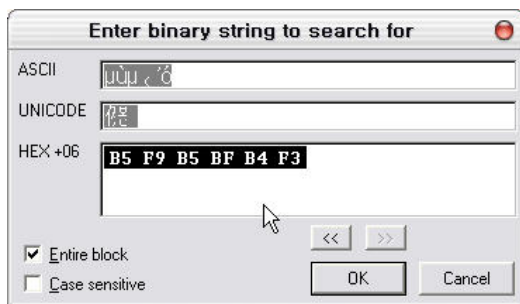 Enter binary string to search for
ASCII
µùµ¿´ó
UNICODE
HEX +06
B5 F9 B5 BF B4 F3
<< >>
Entire block
Case sensitive
OK Cancel